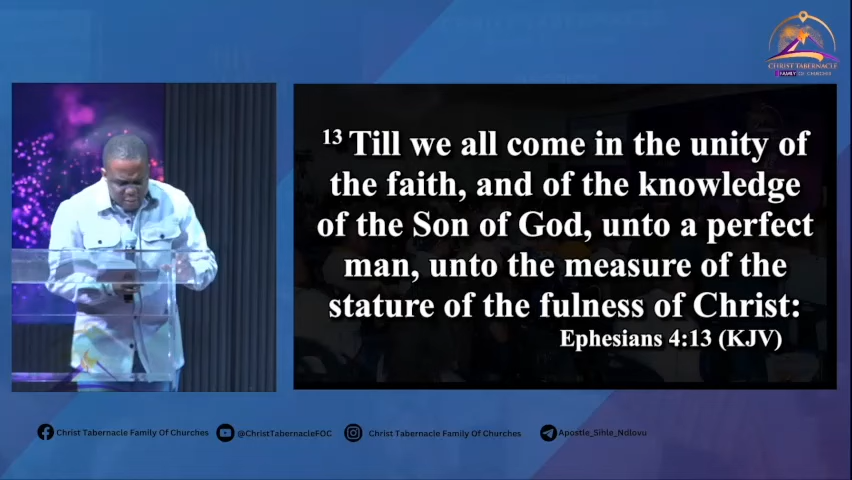 CHRIST TABERNACLE
FAMILY OF CHURCHES
13 Till we all come in the unity of
the faith, and of the knowledge
of the Son of God, unto a perfect
man, unto the measure of the
stature of the fulness of Christ:
Ephesians 4:13 (KJV)
Christ Tabernacle Family Of Churches
@ChristTabernacleFOC
Christ Tabernacle Family Of Churches
Apostle_Sihle_Ndlovu